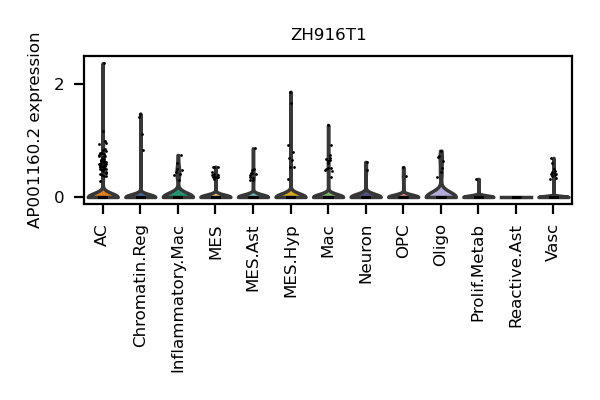 ZH916T1
AP001160.2 expression
2
0
AC
Chromatin.Reg
Inflammatory.Mac
MES
MES.Ast
MES.Hyp
Mac
Neuron
OPC
Oligo
Prolif.Metab
Reactive.Ast
Vasc